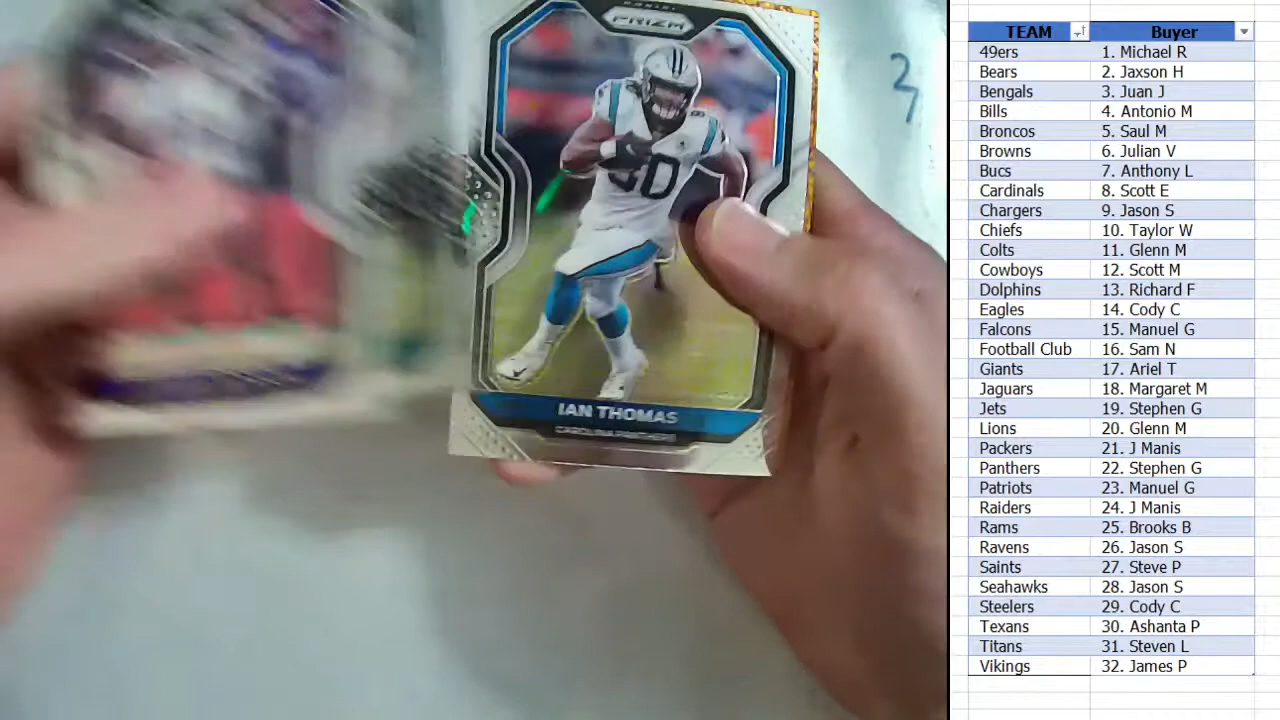 PANINI
PRIZM
80
IAN THOMAS
CAROLINA PANTHERS
TEAM Buyer
49ers 1. Michael R
Bears 2. Jaxson H
Bengals 3. Juan J
Bills 4. Antonio M
Broncos 5. Saul M
Browns 6. Julian V
Bucs 7. Anthony L
Cardinals 8. Scott E
Chargers 9. Jason S
Chiefs 10. Taylor W
Colts 11. Glenn M
Cowboys 12. Scott M
Dolphins 13. Richard F
Eagles 14. Cody C
Falcons 15. Manuel G
Football Club 16. Sam N
Giants 17. Ariel T
Jaguars 18. Margaret M
Jets 19. Stephen G
Lions 20. Glenn M
Packers 21. J Manis
Panthers 22. Stephen G
Patriots 23. Manuel G
Raiders 24. J Manis
Rams 25. Brooks B
Ravens 26. Jason S
Saints 27. Steve P
Seahawks 28. Jason S
Steelers 29. Cody C
Texans 30. Ashanta P
Titans 31. Steven L
Vikings 32. James P